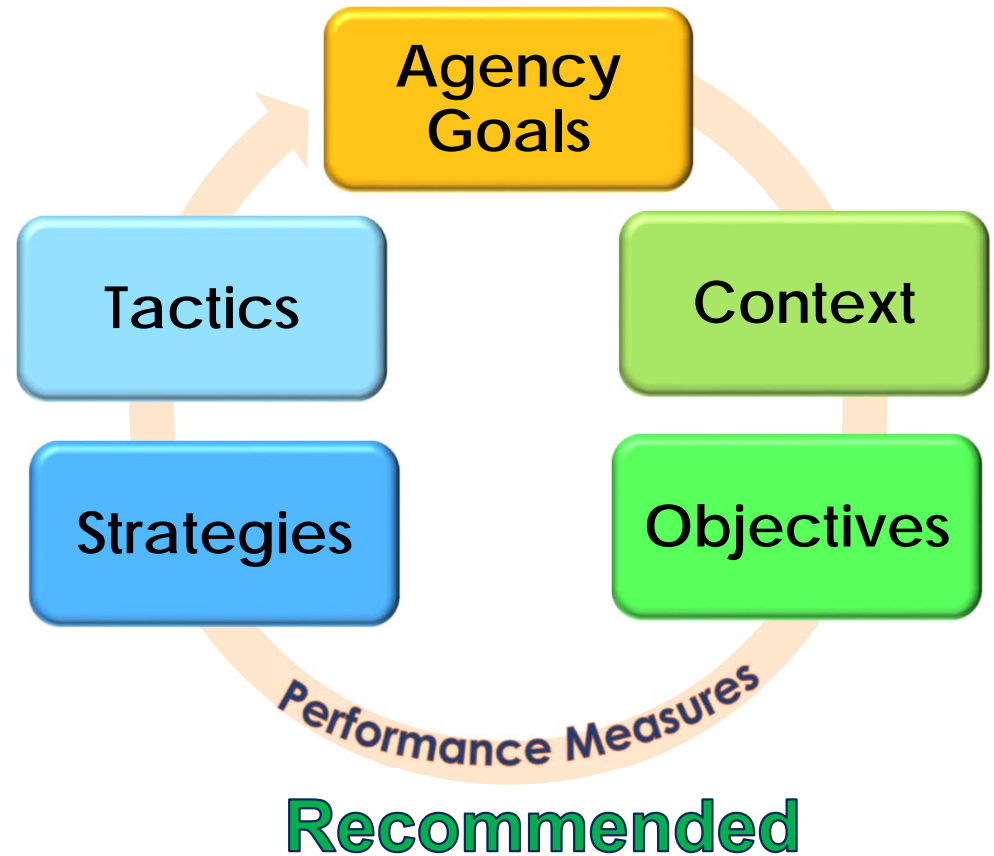 Agency
Goals
Tactics
Context
Strategies
Objectives
Performance Measures
Recommended